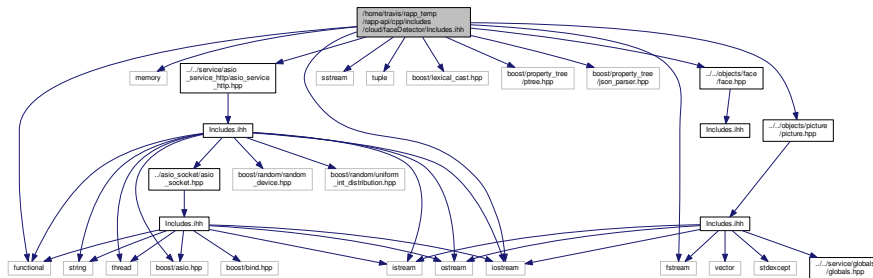 /home/travis/rapp_temp
/rapp-api/cpp/includes
/cloud/faceDetector/Includes.ihh
memory
../../service/asio
_service_http/asio_service
_http.hpp
sstream
tuple
boost/lexical_cast.hpp
boost/property_tree
/ptree.hpp
boost/property_tree
/json_parser.hpp
../../objects/face
/face.hpp
Includes.ihh
Includes.ihh
../../objects/picture
/picture.hpp
../asio_socket/asio
_socket.hpp
boost/random/random
_device.hpp
boost/random/uniform
_int_distribution.hpp
Includes.ihh
Includes.ihh
functional
string
thread
boost/asio.hpp
boost/bind.hpp
istream
ostream
iostream
fstream
vector
stdexcept
../../service/globals
/globals.hpp